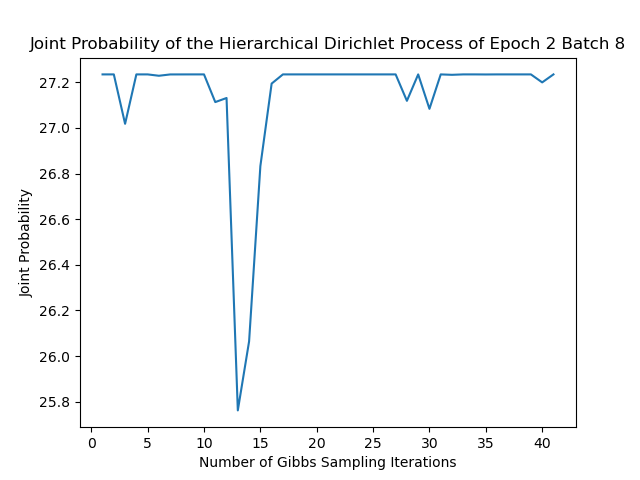 Joint Probability of the Hierarchical Dirichlet Process of Epoch 2 Batch 8
27.2
27.0
26.8
26.6
26.4
26.2
26.0
25.8
Joint Probability
0 5 10 15 20 25 30 35 40
Number of Gibbs Sampling Iterations